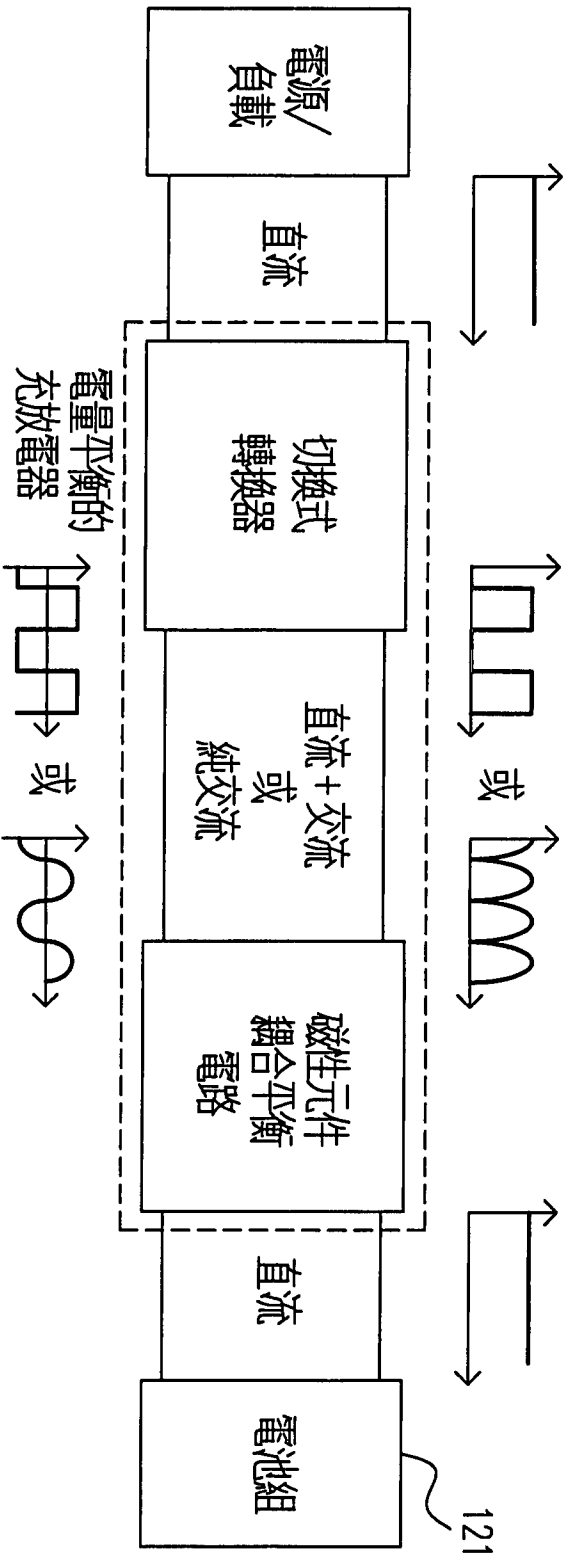 電源/
負載
直流
切換式
轉換器
或
直流+交流
或
純交流
磁性元件
耦合平衡
電路
直流
電池組
121
電量平衡的
充放電器
或